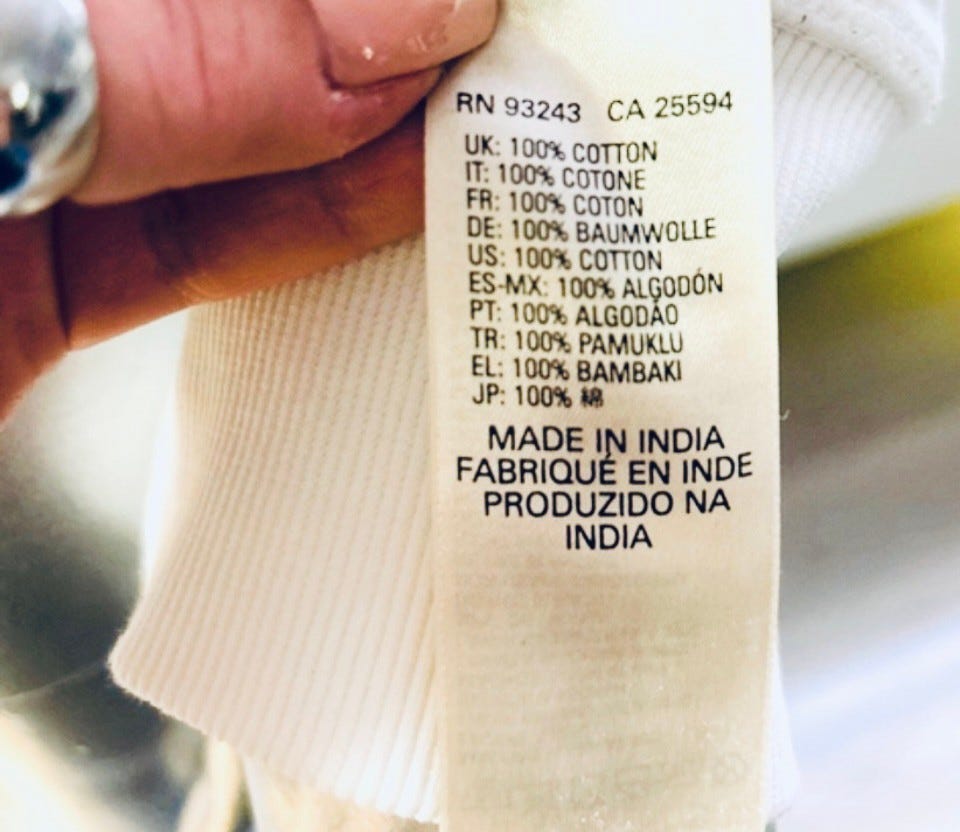 RN 93243 CA 25594
UK: 100% COTTON
IT: 100% COTONE
FR: 100% COTON
DE: 100% BAUMWOLLE
US: 100% COTTON
ES-MX: 100% ALGODÓN
PT: 100% ALGODÃO
TR: 100% PAMUKLU
EL: 100% BAMBAKI
JP: 100% 綿
MADE IN INDIA
FABRIQUÉ EN INDE
PRODUZIDO NA
INDIA